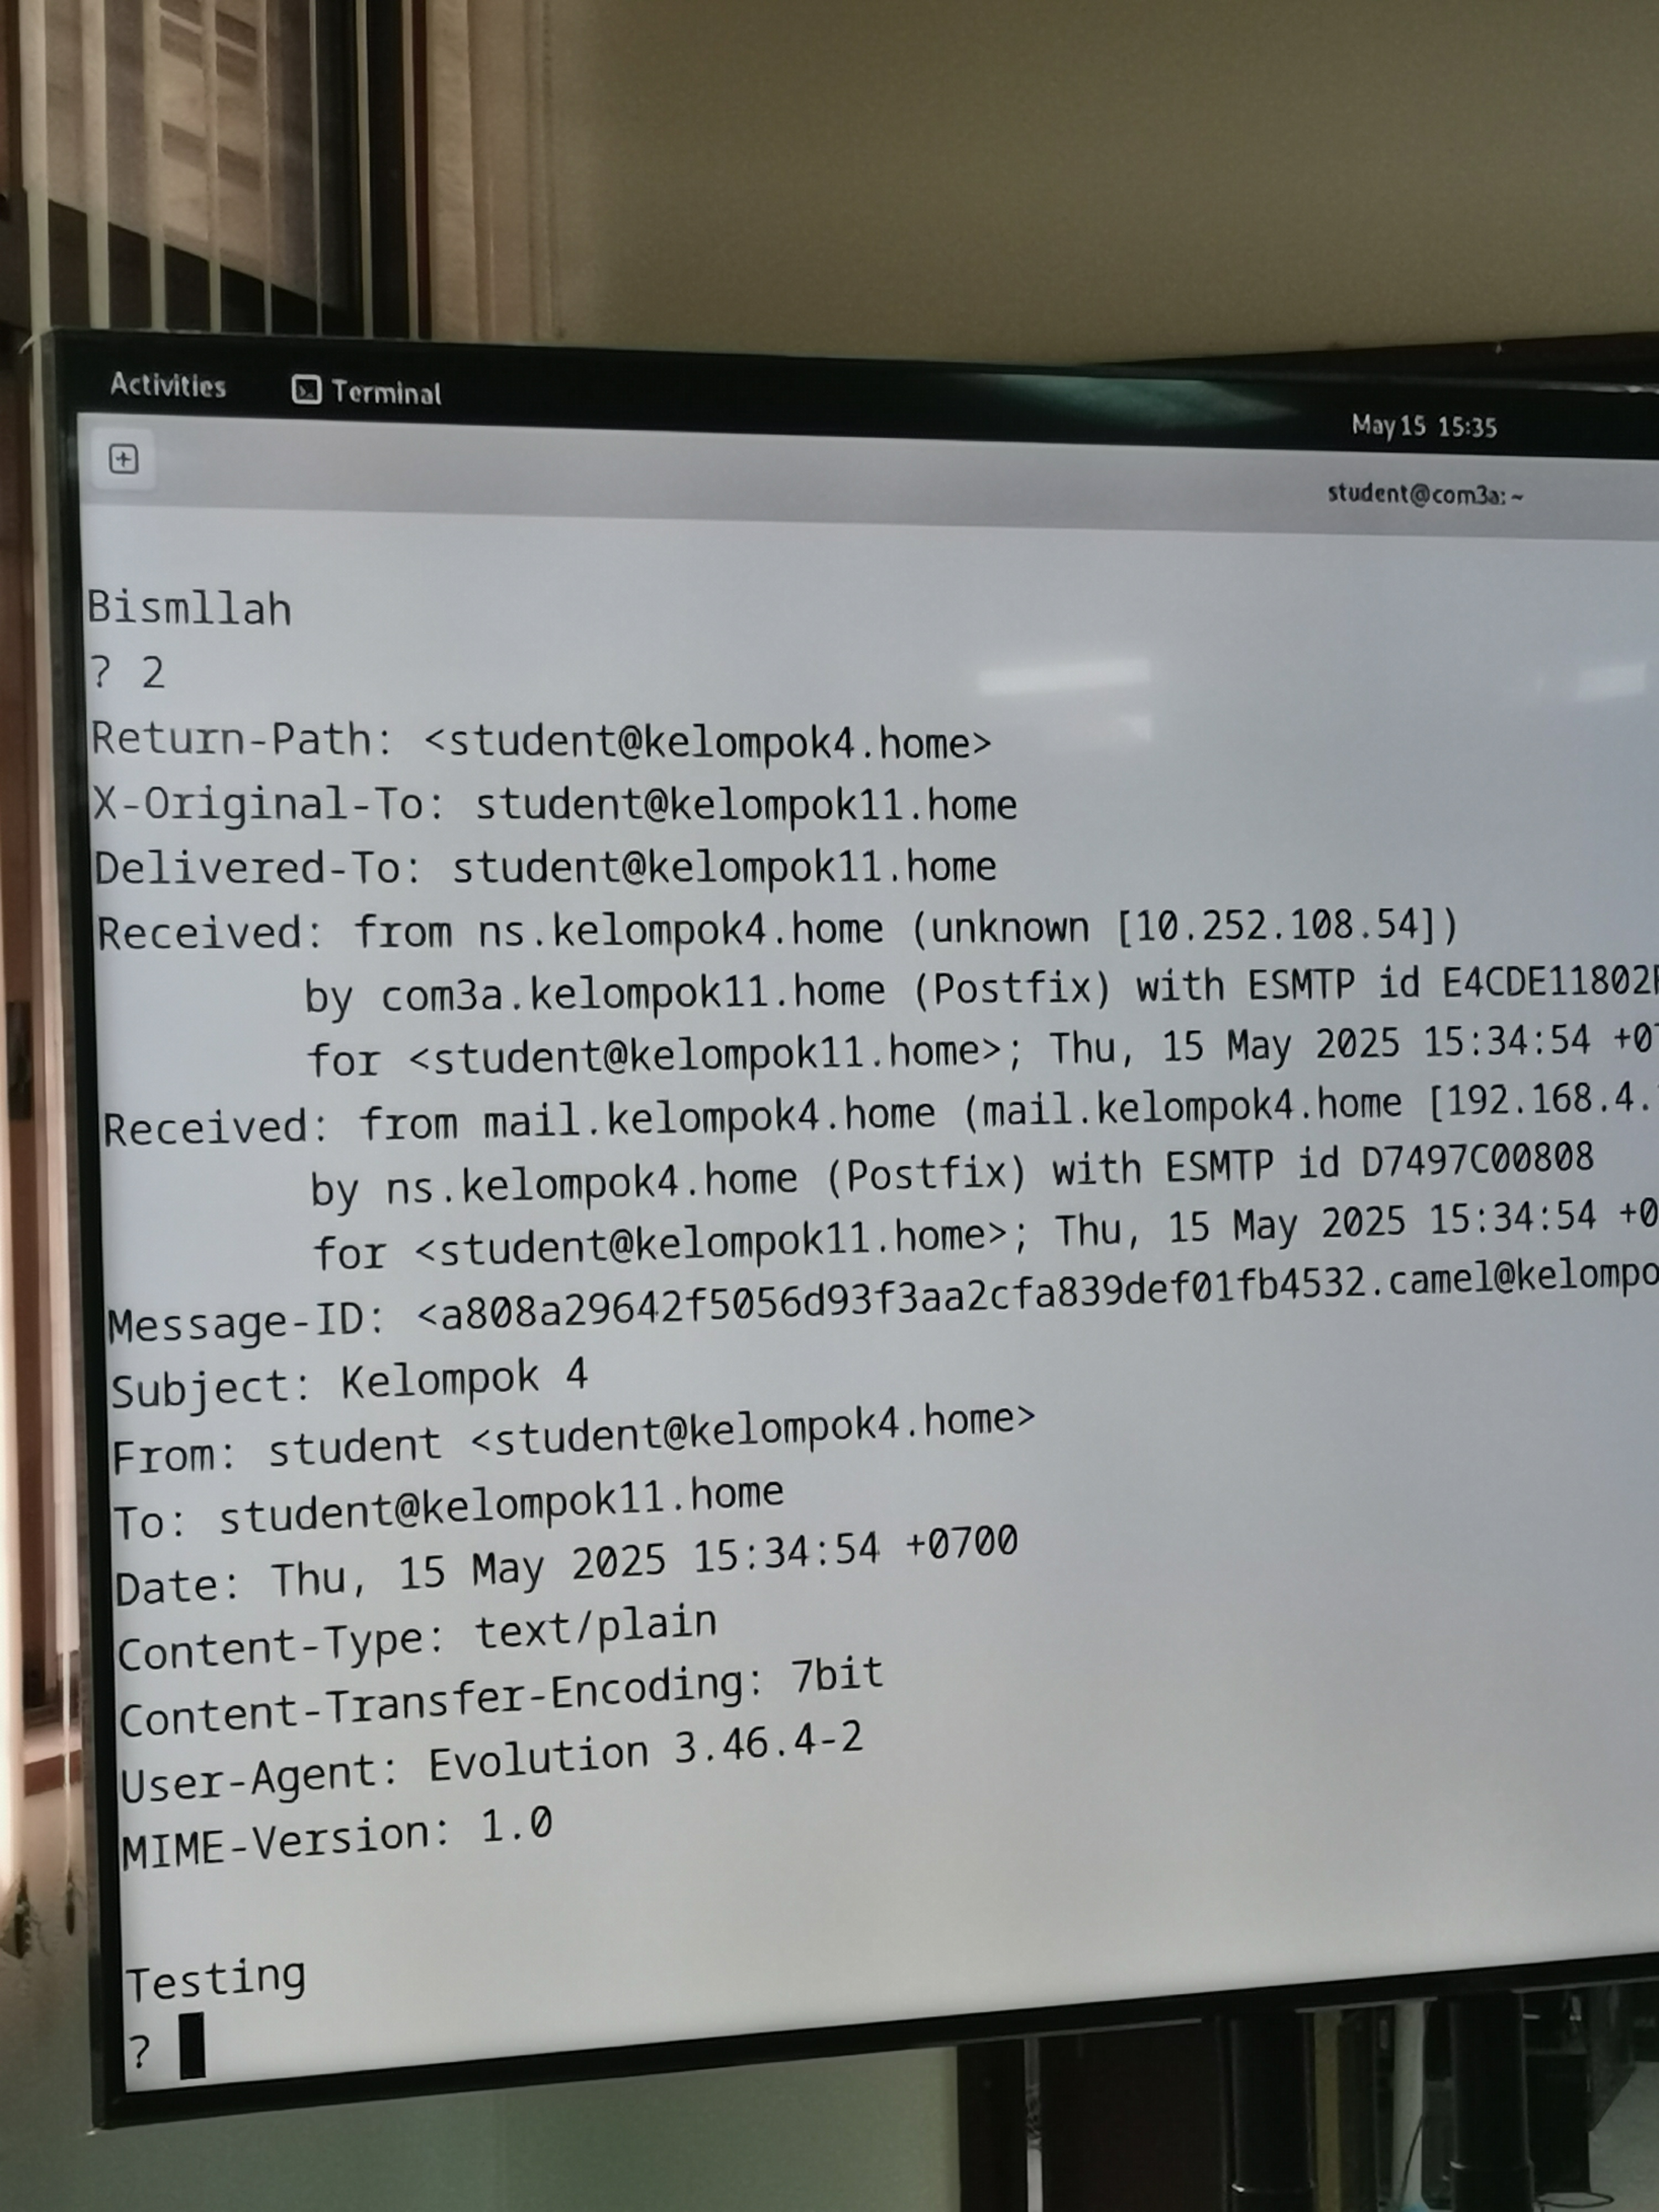 Activities Terminal
May 15 15:35
student@com3a: ~
Bismllah
? 2
Return-Path: <student@kelompok4.home>
X-Original-To: student@kelompok11.home
Delivered-To: student@kelompok11.home
Received: from ns.kelompok4.home (unknown [10.252.108.54])
by com3a.kelompok11.home (Postfix) with ESMTP id E4CDE11802
for <student@kelompok11.home>; Thu, 15 May 2025 15:34:54 +0
Received: from mail.kelompok4.home (mail.kelompok4.home [192.168.4.
by ns.kelompok4.home (Postfix) with ESMTP id D7497C00808
for <student@kelompok11.home>; Thu, 15 May 2025 15:34:54 +0
Message-ID: <a808a29642f5056d93f3aa2cfa839def01fb4532.camel@kelompo
Subject: Kelompok 4
From: student <student@kelompok4.home>
To: student@kelompok11.home
Date: Thu, 15 May 2025 15:34:54 +0700
Content-Type: text/plain
Content-Transfer-Encoding: 7bit
User-Agent: Evolution 3.46.4-2
MIME-Version: 1.0
Testing
?